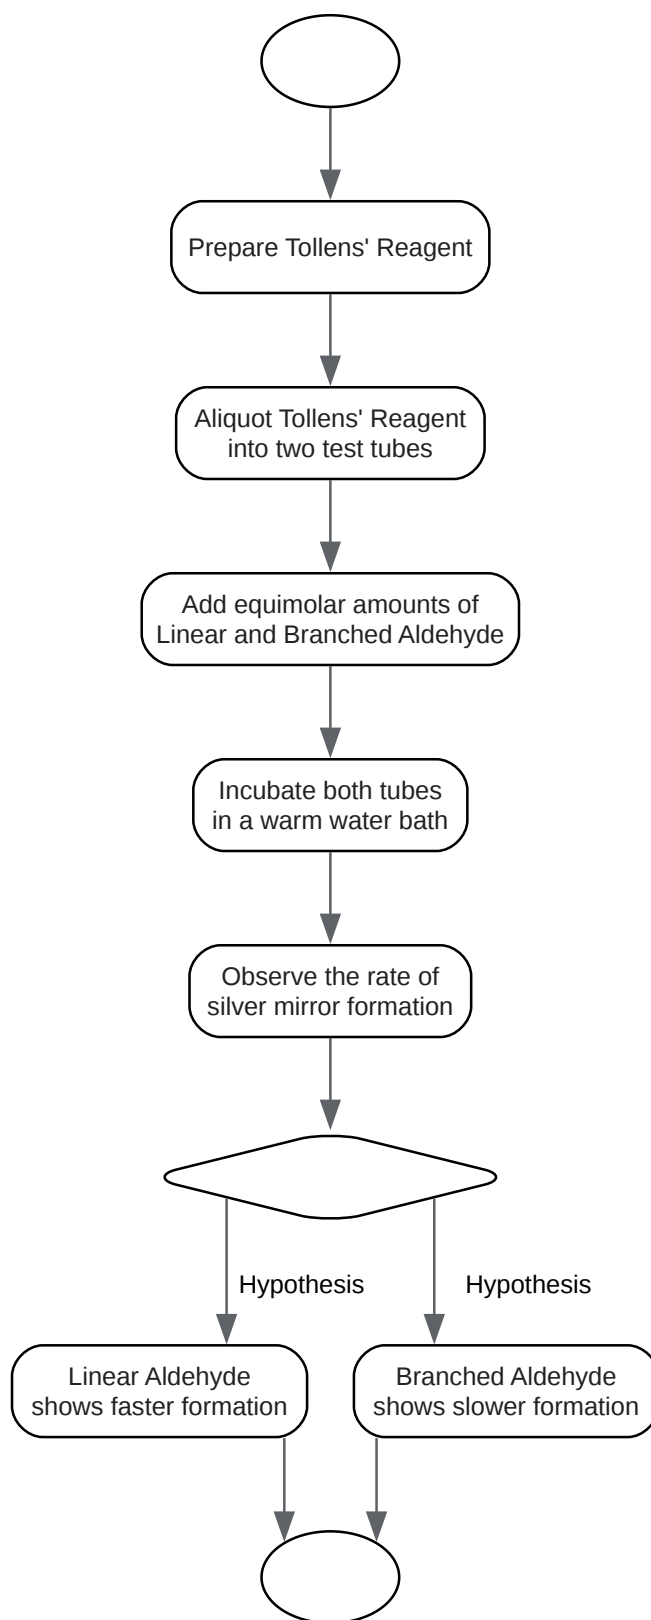 Prepare Tollens' Reagent
Aliquot Tollens' Reagent
into two test tubes
Add equimolar amounts of
Linear and Branched Aldehyde
Incubate both tubes
in a warm water bath
Observe the rate of
silver mirror formation
Hypothesis
Hypothesis
Linear Aldehyde
shows faster formation
Branched Aldehyde
shows slower formation